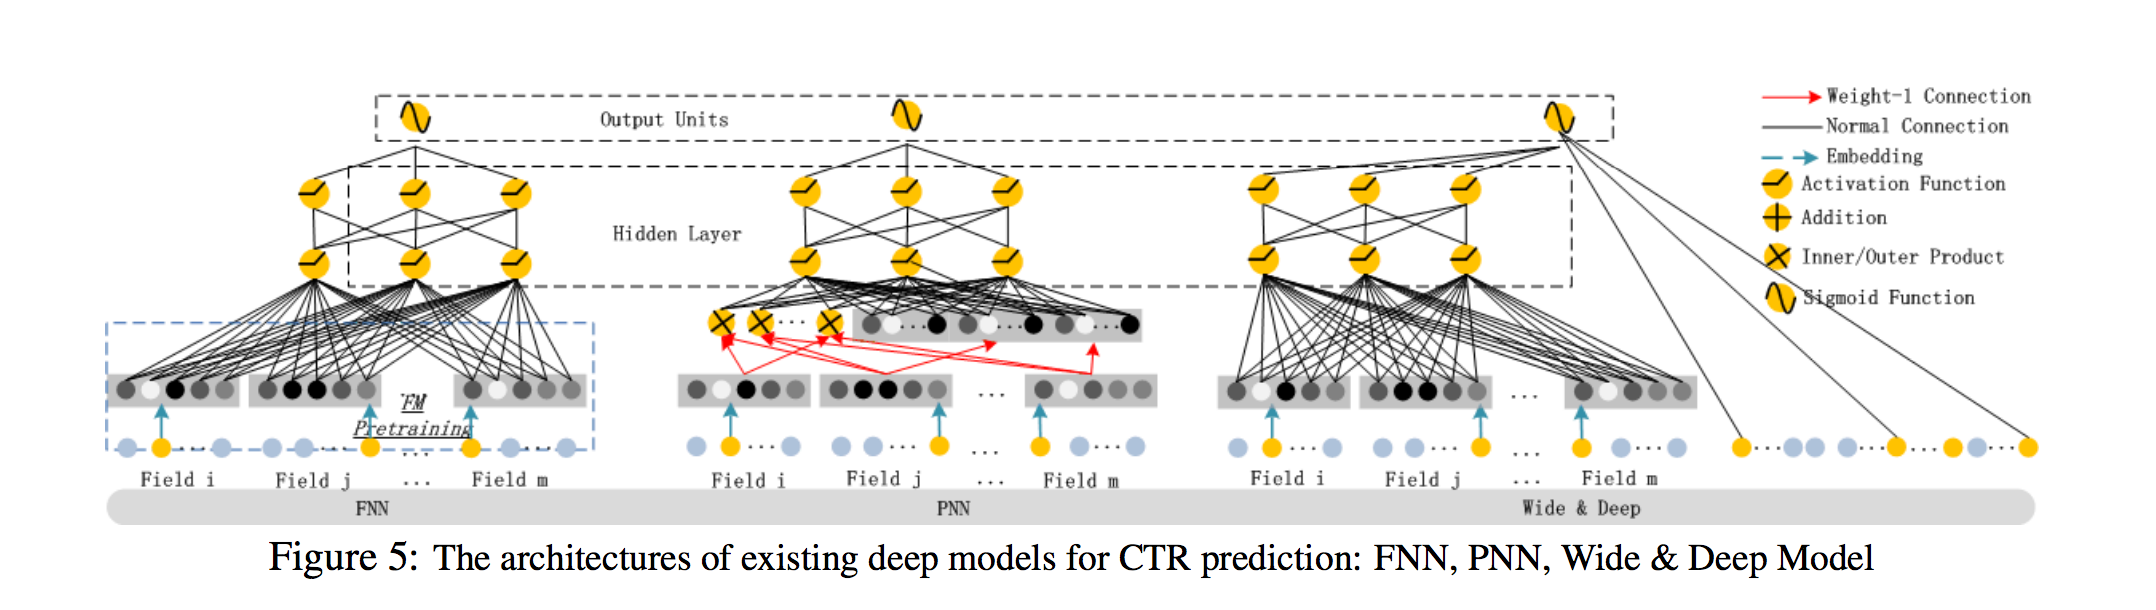 Output Units
Hidden Layer
Weight-1 Connection
Normal Connection
Embedding
Activation Function
Addition
Inner/Outer Product
Sigmoid Function
FM
Pretraining
...
Field i
Field j
...
Field m
...
Field i
Field j
...
Field m
...
Field i
Field j
...
Field m
FNN
PNN
Wide & Deep
Figure 5: The architectures of existing deep models for CTR prediction: FNN, PNN, Wide & Deep Model